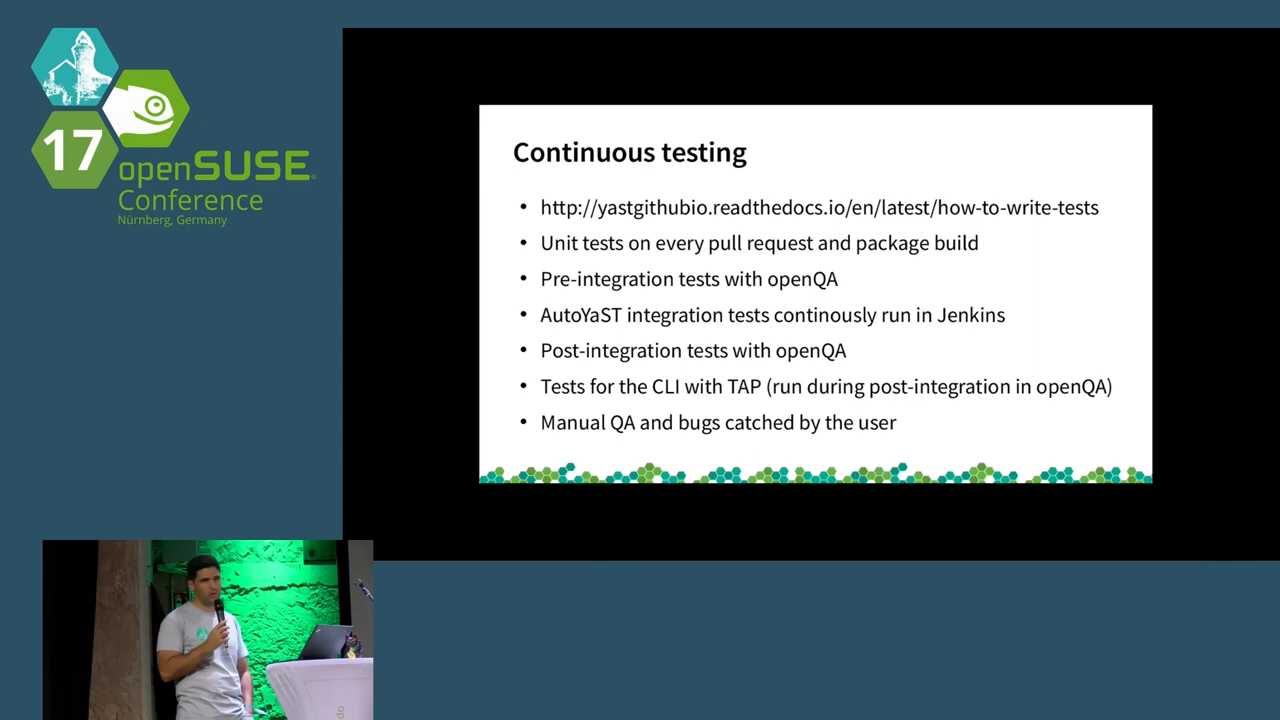 17
openSUSE®
Conference
Nürnberg, Germany
Continuous testing
• http://yastgithubio.readthedocs.io/en/latest/how-to-write-tests
• Unit tests on every pull request and package build
• Pre-integration tests with openQA
• AutoYaST integration tests continously run in Jenkins
• Post-integration tests with openQA
• Tests for the CLI with TAP (run during post-integration in openQA)
• Manual QA and bugs catched by the user